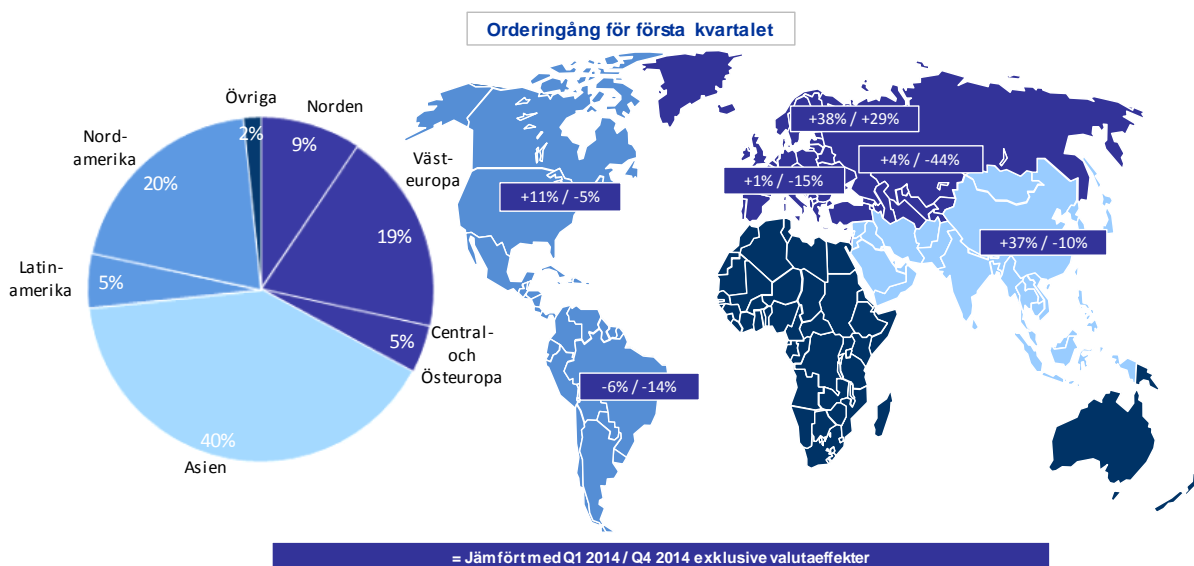 Orderingång för första kvartalet
Övriga
2%
Norden
9%
Nord-
amerika
20%
Väst-
europa
19%
Latin-
amerika
5%
Central-
och
Östeuropa
5%
40%
Asien
+38% / +29%
+4% / -44%
+1% / -15%
+11% / -5%
+37% / -10%
-6% / -14%
= Jämfört med Q1 2014 / Q4 2014 exklusive valutaeffekter